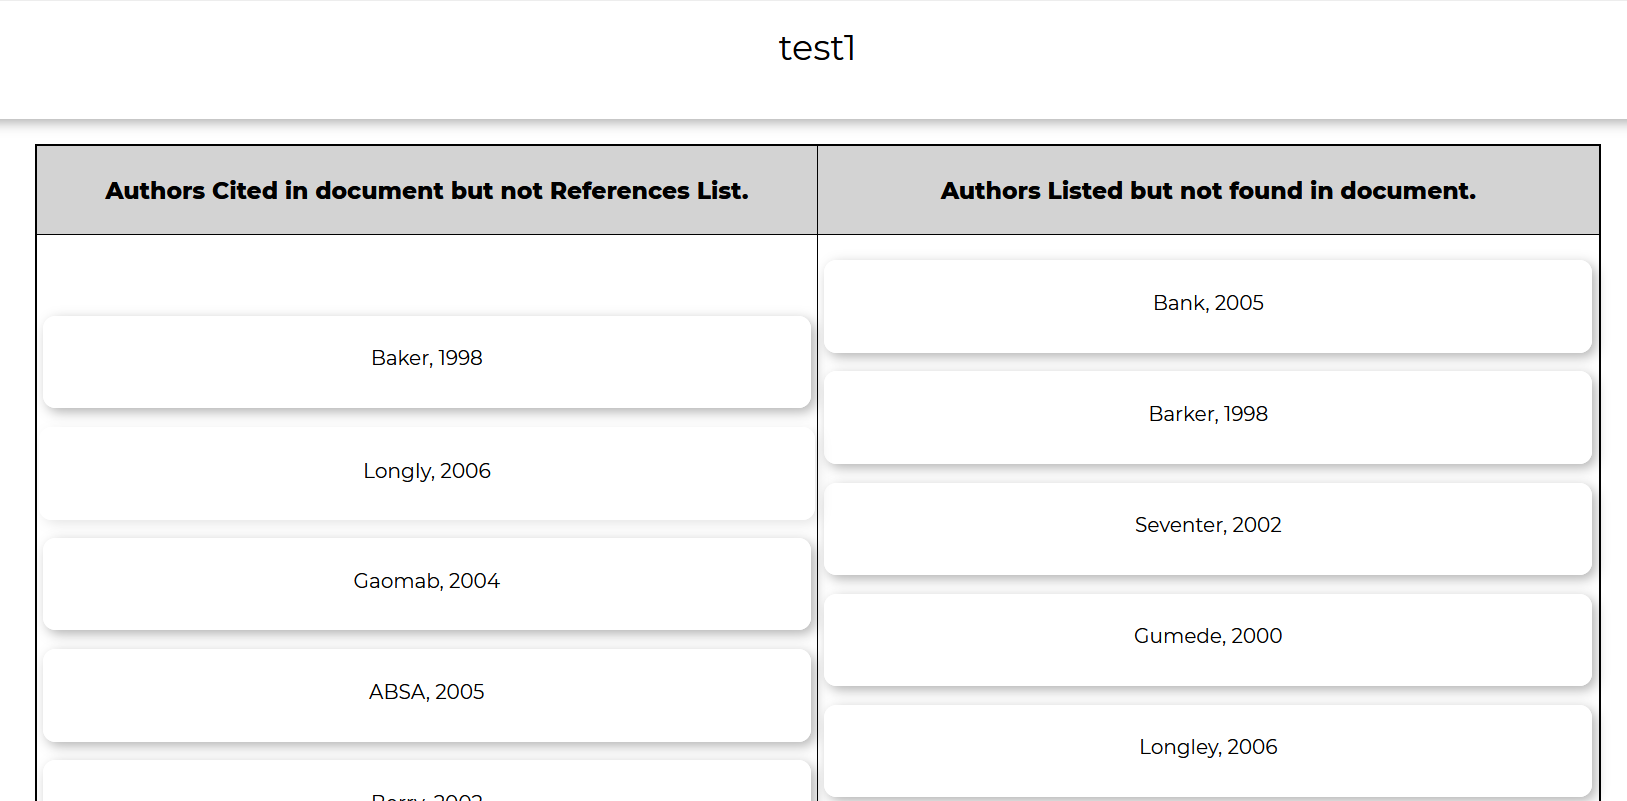 test1
Authors Cited in document but not References List.
Authors Listed but not found in document.
Baker, 1998
Longly, 2006
Gaomab, 2004
ABSA, 2005
Bank, 2005
Barker, 1998
Seventer, 2002
Gumede, 2000
Longley, 2006